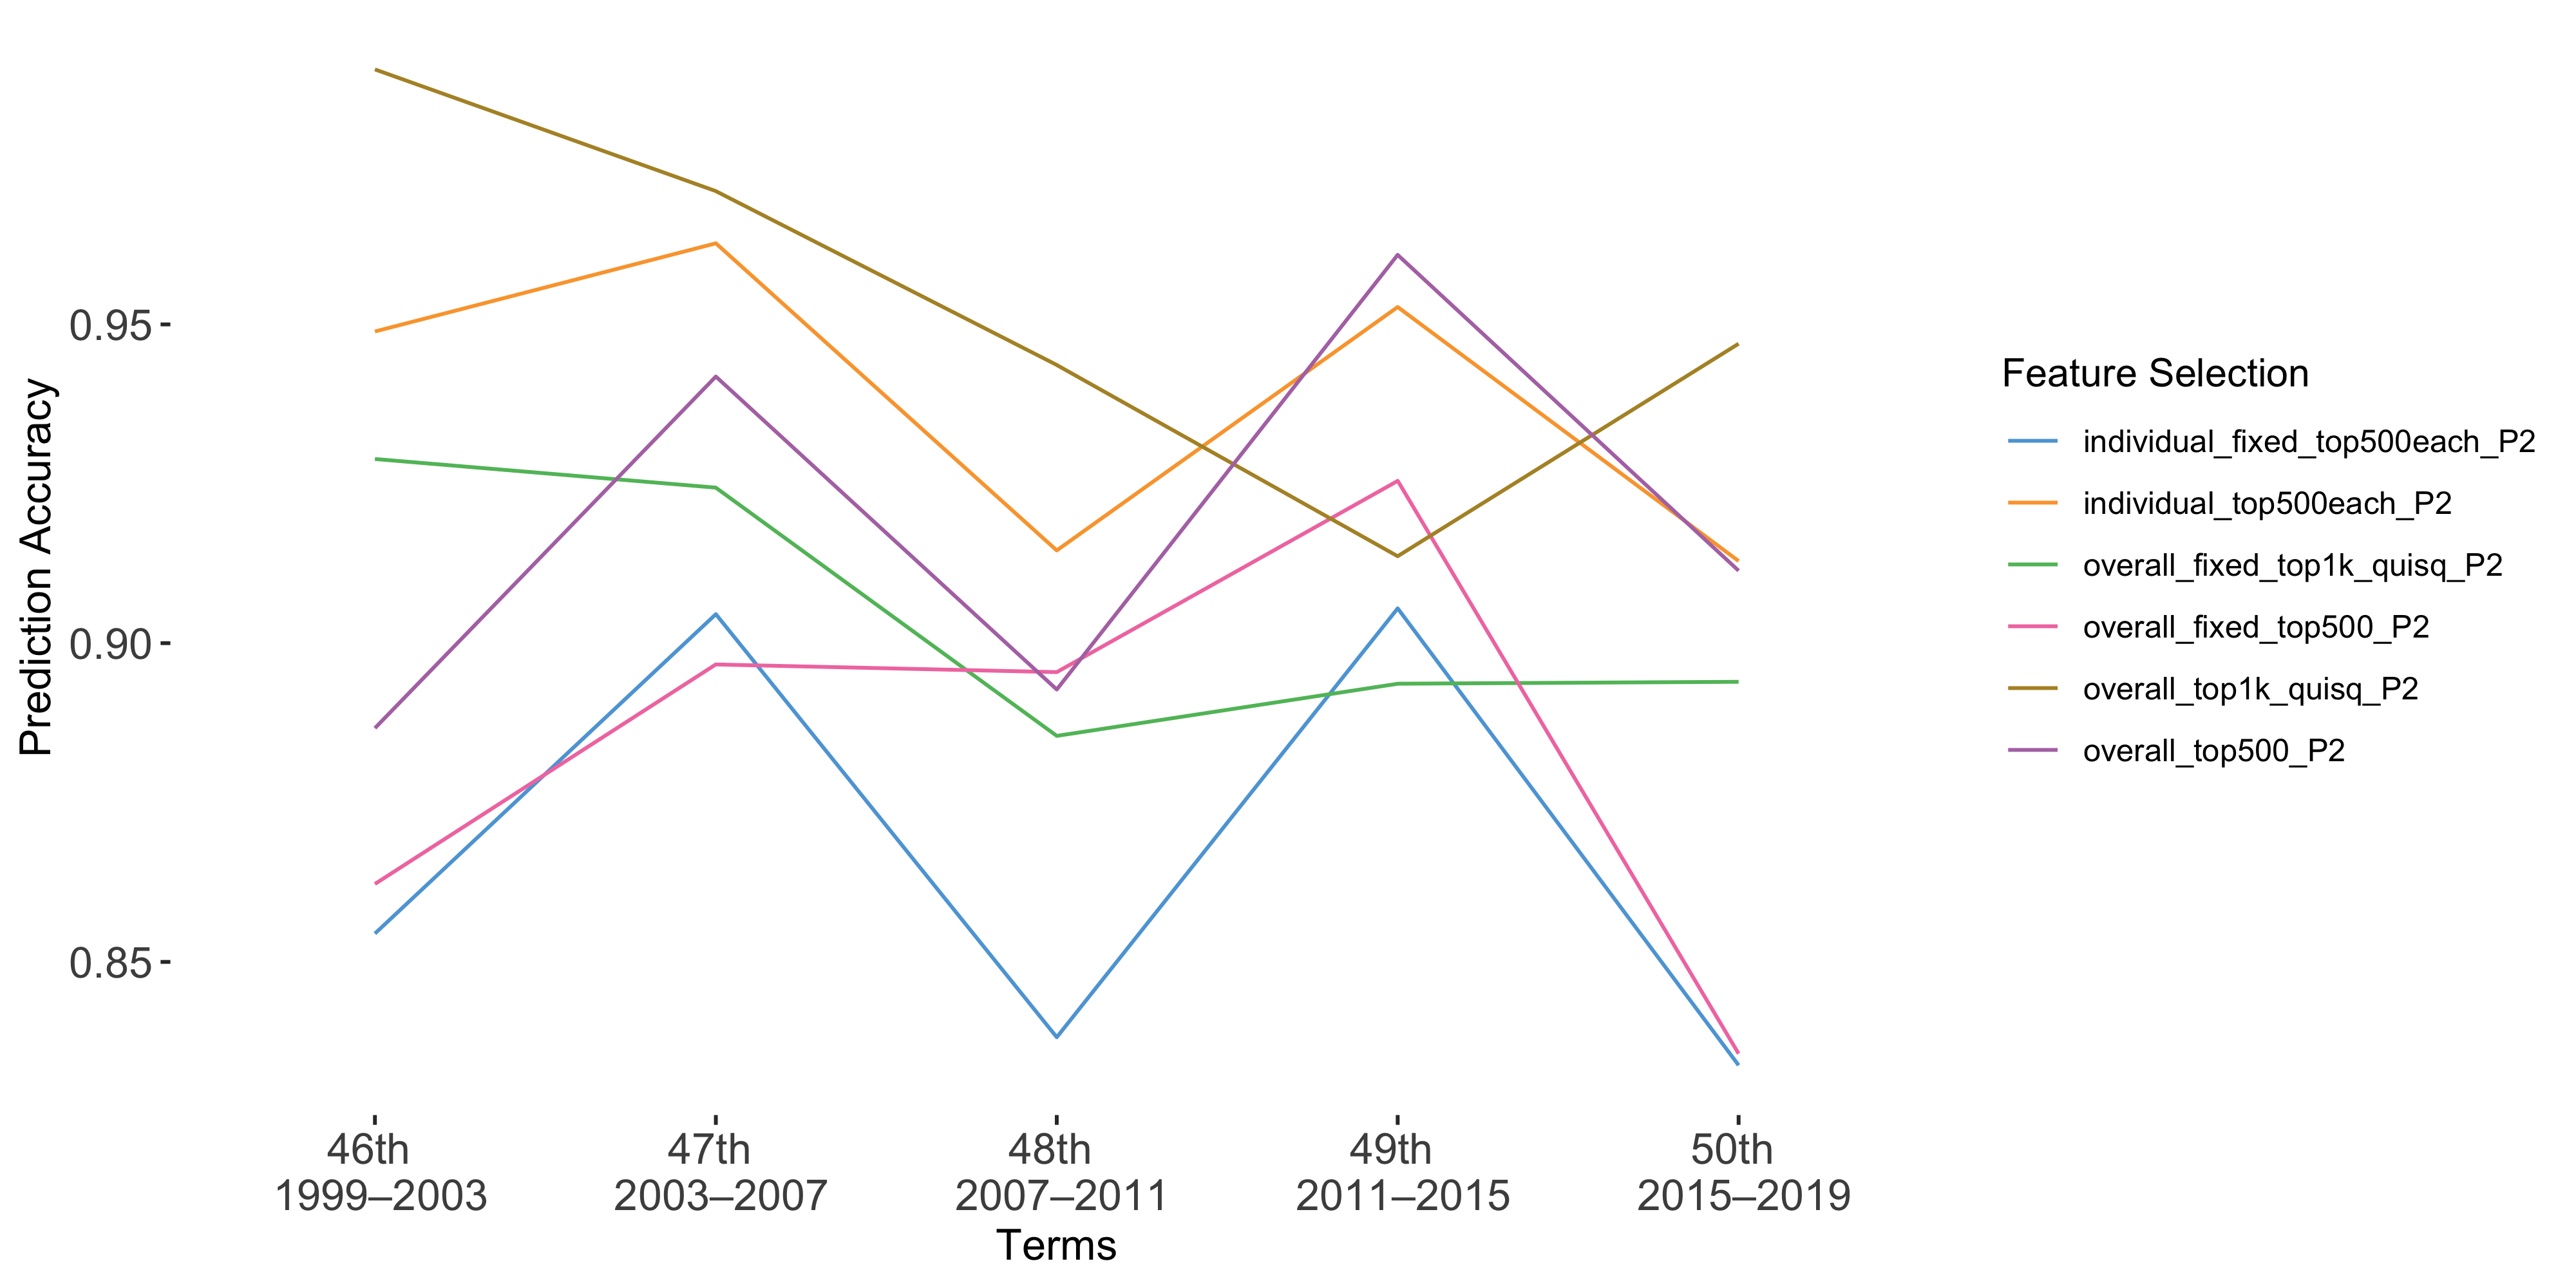 0.95
0.90
0.85
Prediction Accuracy
46th
1999–2003
47th
2003–2007
48th
2007–2011
49th
2011–2015
50th
2015–2019
Terms
Feature Selection
individual_fixed_top500each_P2
individual_top500each_P2
overall_fixed_top1k_quisq_P2
overall_fixed_top500_P2
overall_top1k_quisq_P2
overall_top500_P2